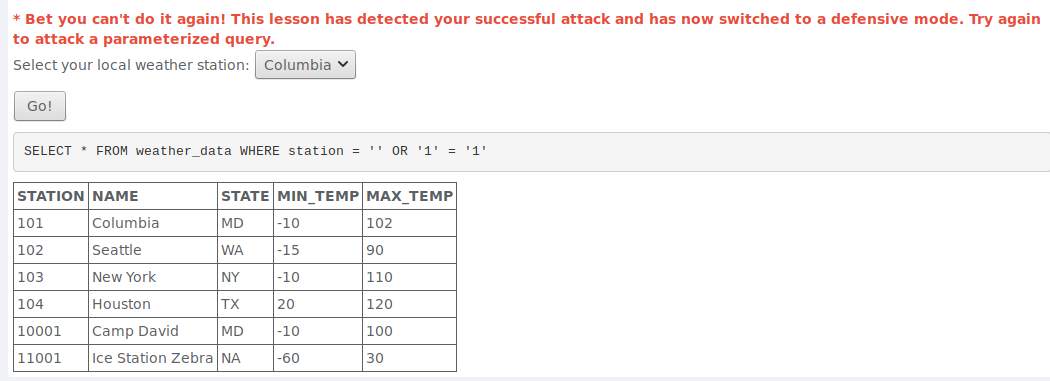 * Bet you can't do it again! This lesson has detected your successful attack and has now switched to a defensive mode. Try again
to attack a parameterized query.
Select your local weather station: Columbia
Go!
SELECT * FROM weather_data WHERE station = '' OR '1' = '1'
STATION NAME STATE MIN_TEMP MAX_TEMP
101 Columbia MD -10 102
102 Seattle WA -15 90
103 New York NY -10 110
104 Houston TX 20 120
10001 Camp David MD -10 100
11001 Ice Station Zebra NA -60 30